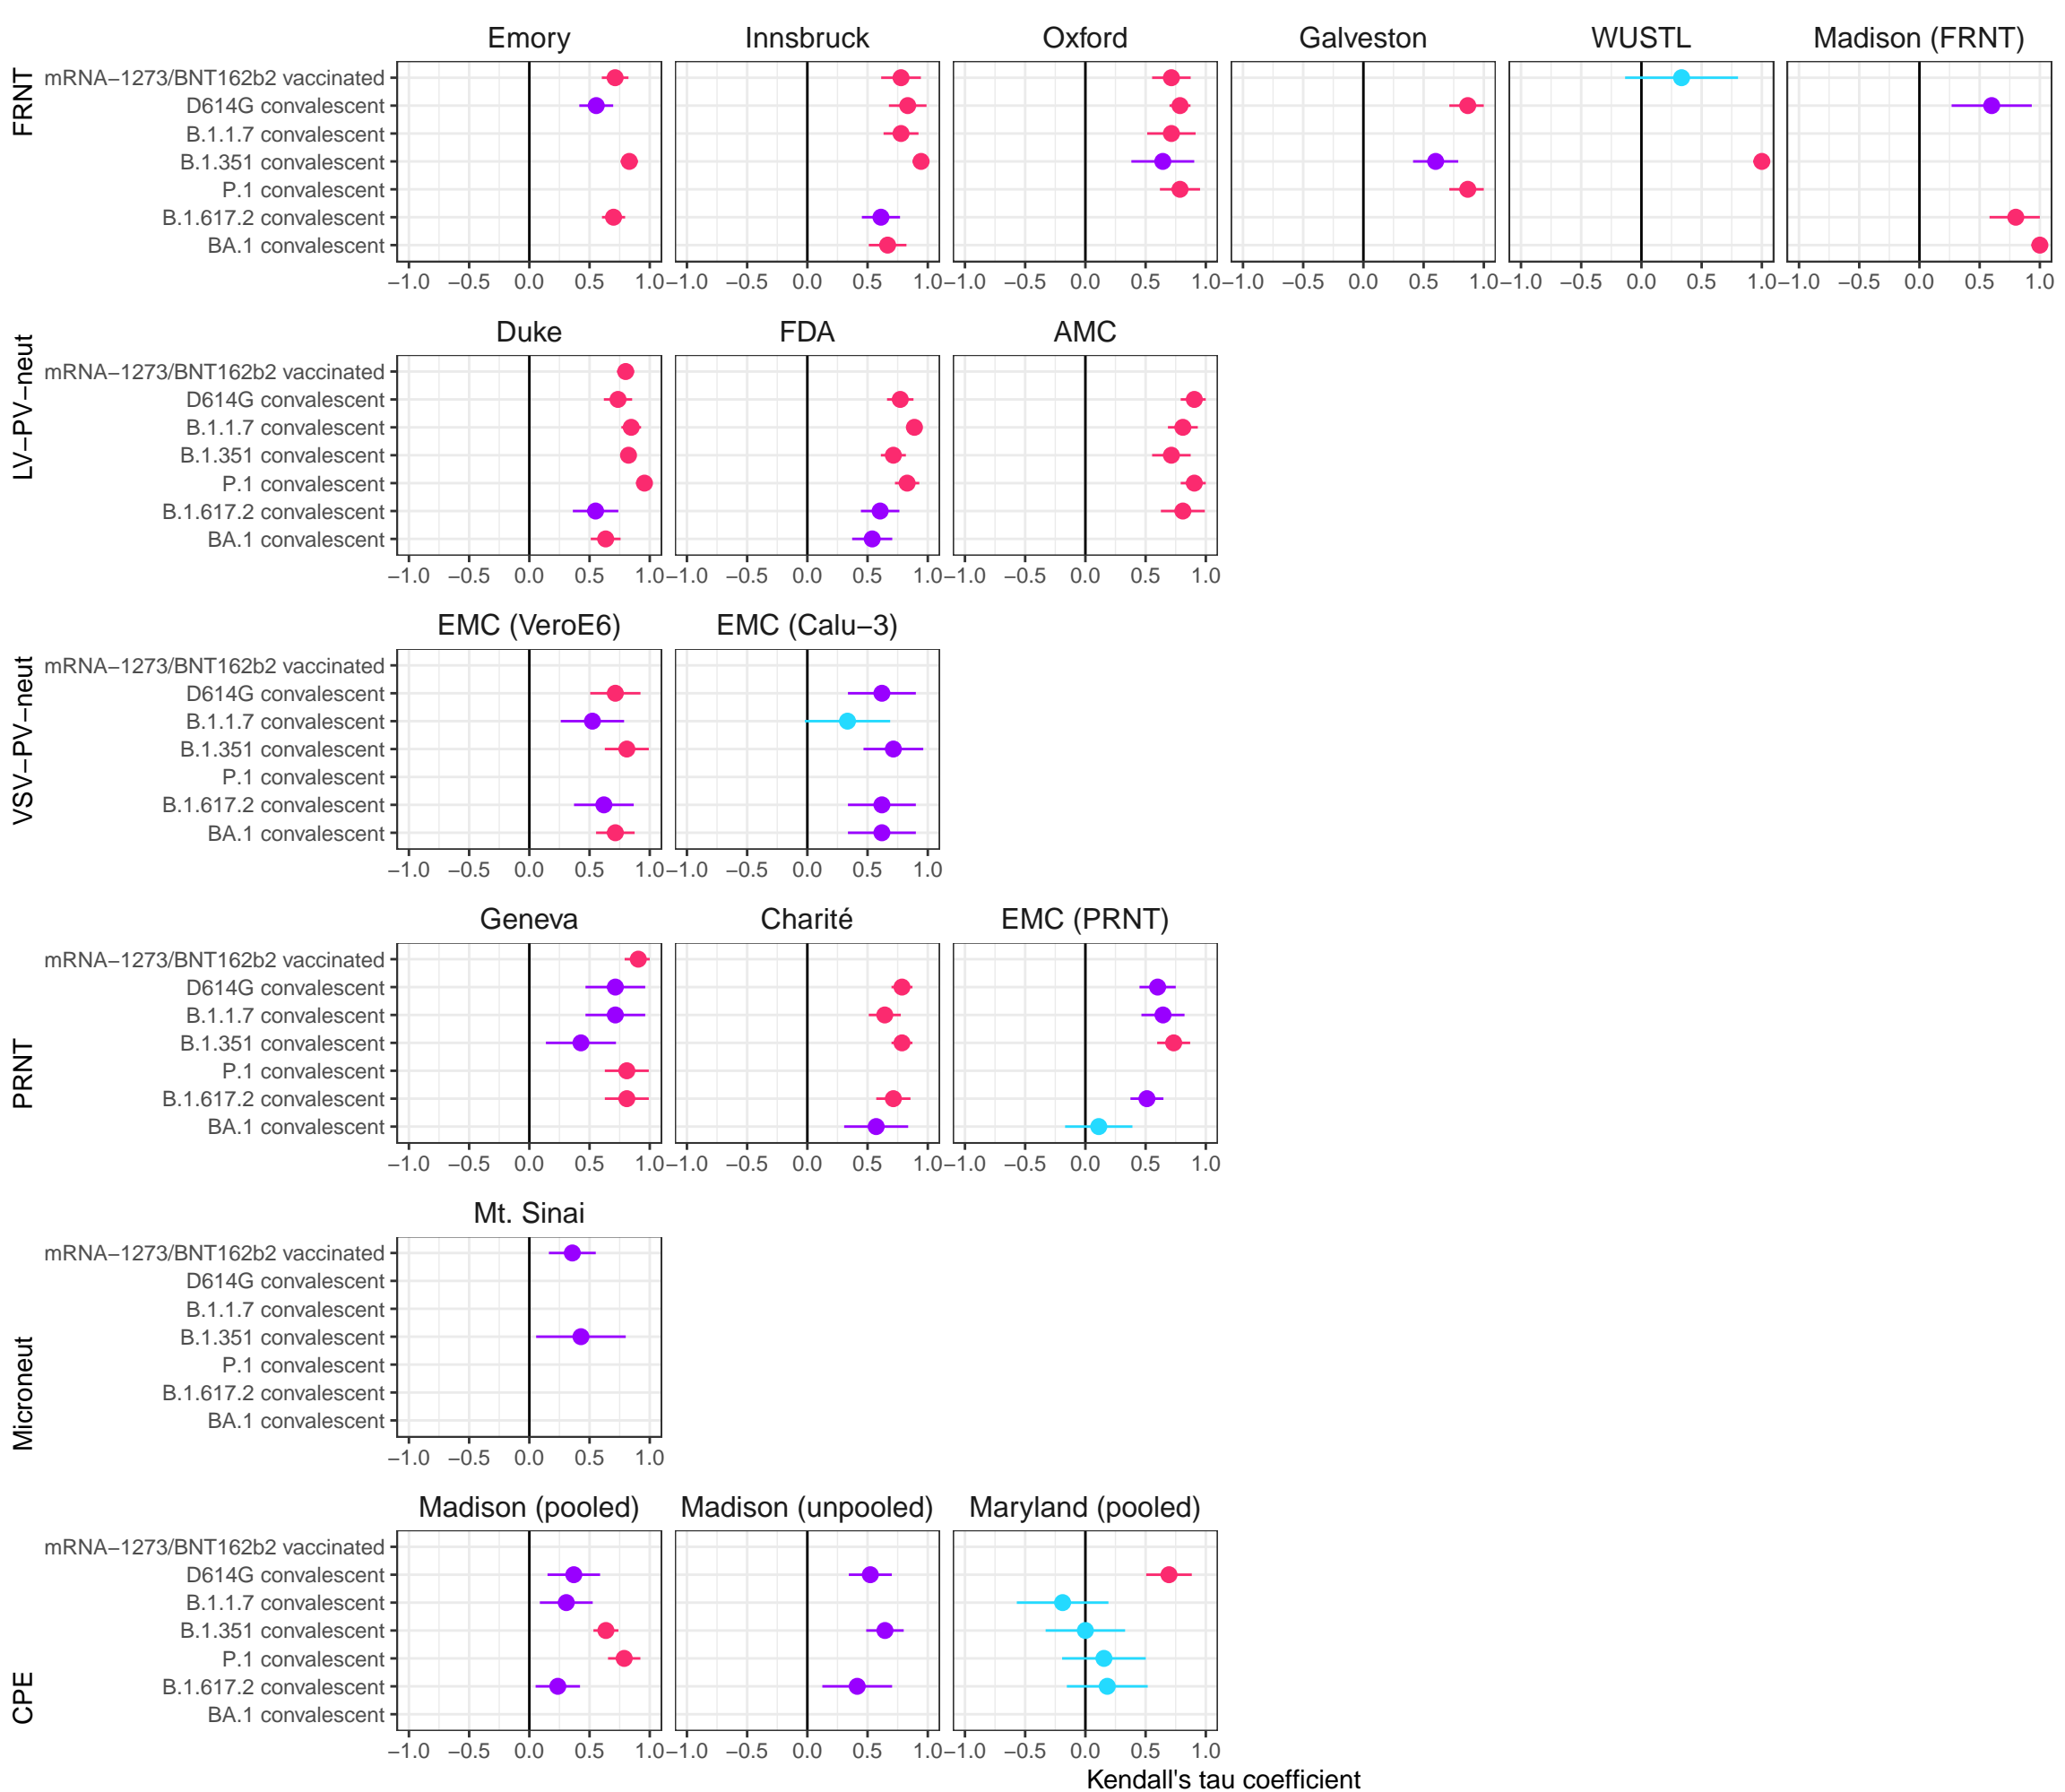 Emory Innsbruck Oxford Galveston WUSTL Madison (FRNT)
FRNT
mRNA−1273/BNT162b2 vaccinated
D614G convalescent
B.1.1.7 convalescent
B.1.351 convalescent
P.1 convalescent
B.1.617.2 convalescent
BA.1 convalescent
−1.0 −0.5 0.0 0.5 1.0 −1.0 −0.5 0.0 0.5 1.0 −1.0 −0.5 0.0 0.5 1.0 −1.0 −0.5 0.0 0.5 1.0 −1.0 −0.5 0.0 0.5 1.0 −1.0 −0.5 0.0 0.5 1.0
Duke FDA AMC
LV−PV−neut
mRNA−1273/BNT162b2 vaccinated
D614G convalescent
B.1.1.7 convalescent
B.1.351 convalescent
P.1 convalescent
B.1.617.2 convalescent
BA.1 convalescent
−1.0 −0.5 0.0 0.5 1.0 −1.0 −0.5 0.0 0.5 1.0 −1.0 −0.5 0.0 0.5 1.0
EMC (VeroE6) EMC (Calu−3)
VSV−PV−neut
mRNA−1273/BNT162b2 vaccinated
D614G convalescent
B.1.1.7 convalescent
B.1.351 convalescent
P.1 convalescent
B.1.617.2 convalescent
BA.1 convalescent
−1.0 −0.5 0.0 0.5 1.0 −1.0 −0.5 0.0 0.5 1.0
Geneva Charité EMC (PRNT)
PRNT
mRNA−1273/BNT162b2 vaccinated
D614G convalescent
B.1.1.7 convalescent
B.1.351 convalescent
P.1 convalescent
B.1.617.2 convalescent
BA.1 convalescent
−1.0 −0.5 0.0 0.5 1.0 −1.0 −0.5 0.0 0.5 1.0 −1.0 −0.5 0.0 0.5 1.0
Mt. Sinai
Microneut
mRNA−1273/BNT162b2 vaccinated
D614G convalescent
B.1.1.7 convalescent
B.1.351 convalescent
P.1 convalescent
B.1.617.2 convalescent
BA.1 convalescent
−1.0 −0.5 0.0 0.5 1.0
Madison (pooled) Madison (unpooled) Maryland (pooled)
CPE
mRNA−1273/BNT162b2 vaccinated
D614G convalescent
B.1.1.7 convalescent
B.1.351 convalescent
P.1 convalescent
B.1.617.2 convalescent
BA.1 convalescent
−1.0 −0.5 0.0 0.5 1.0 −1.0 −0.5 0.0 0.5 1.0 −1.0 −0.5 0.0 0.5 1.0
Kendall's tau coefficient